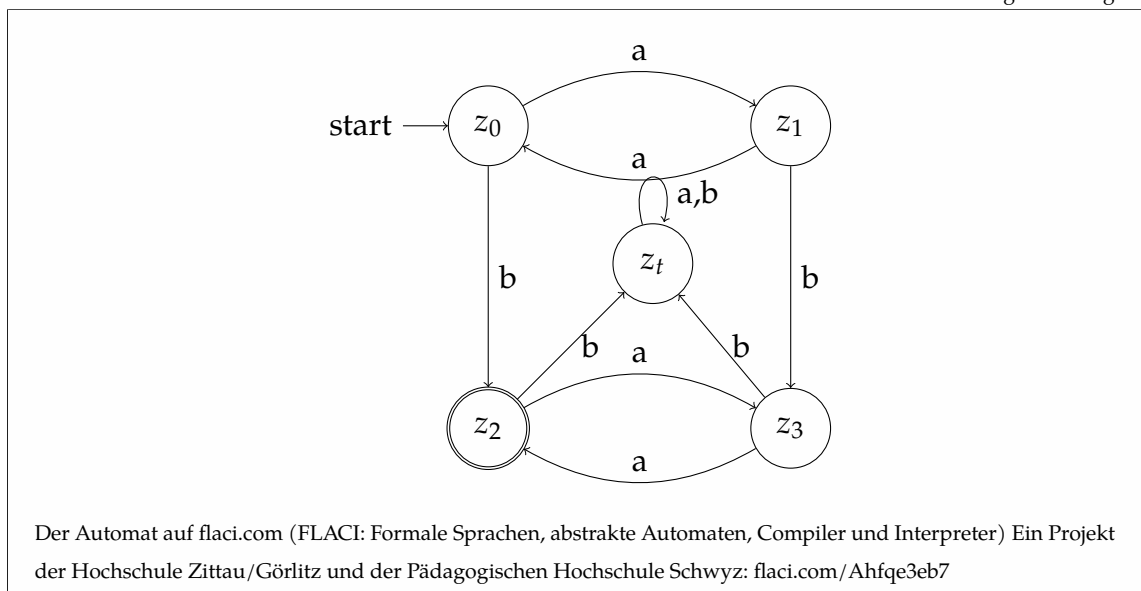 a
start
z0
z1
a
a,b
zt
b
b
b
b
a
z2
z3
a
Der Automat auf flaci.com (FLACI: Formale Sprachen, abstrakte Automaten, Compiler und Interpreter) Ein Projekt
der Hochschule Zittau/Görlitz und der Pädagogischen Hochschule Schwyz: flaci.com/Ahfqe3eb7